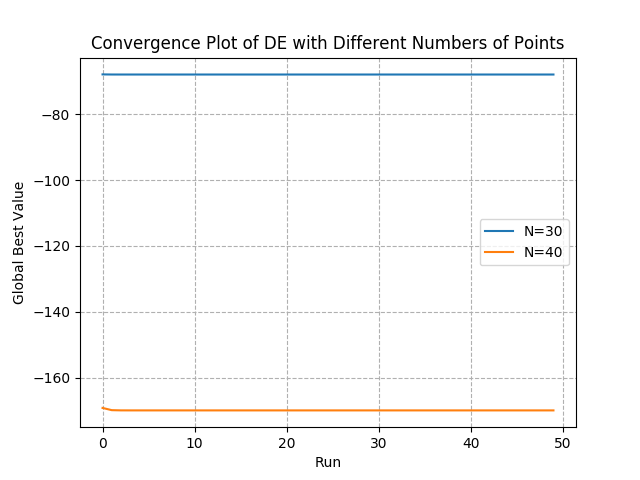 Convergence Plot of DE with Different Numbers of Points
Global Best Value
−80
−100
−120
−140
−160
N=30
N=40
0 10 20 30 40 50
Run